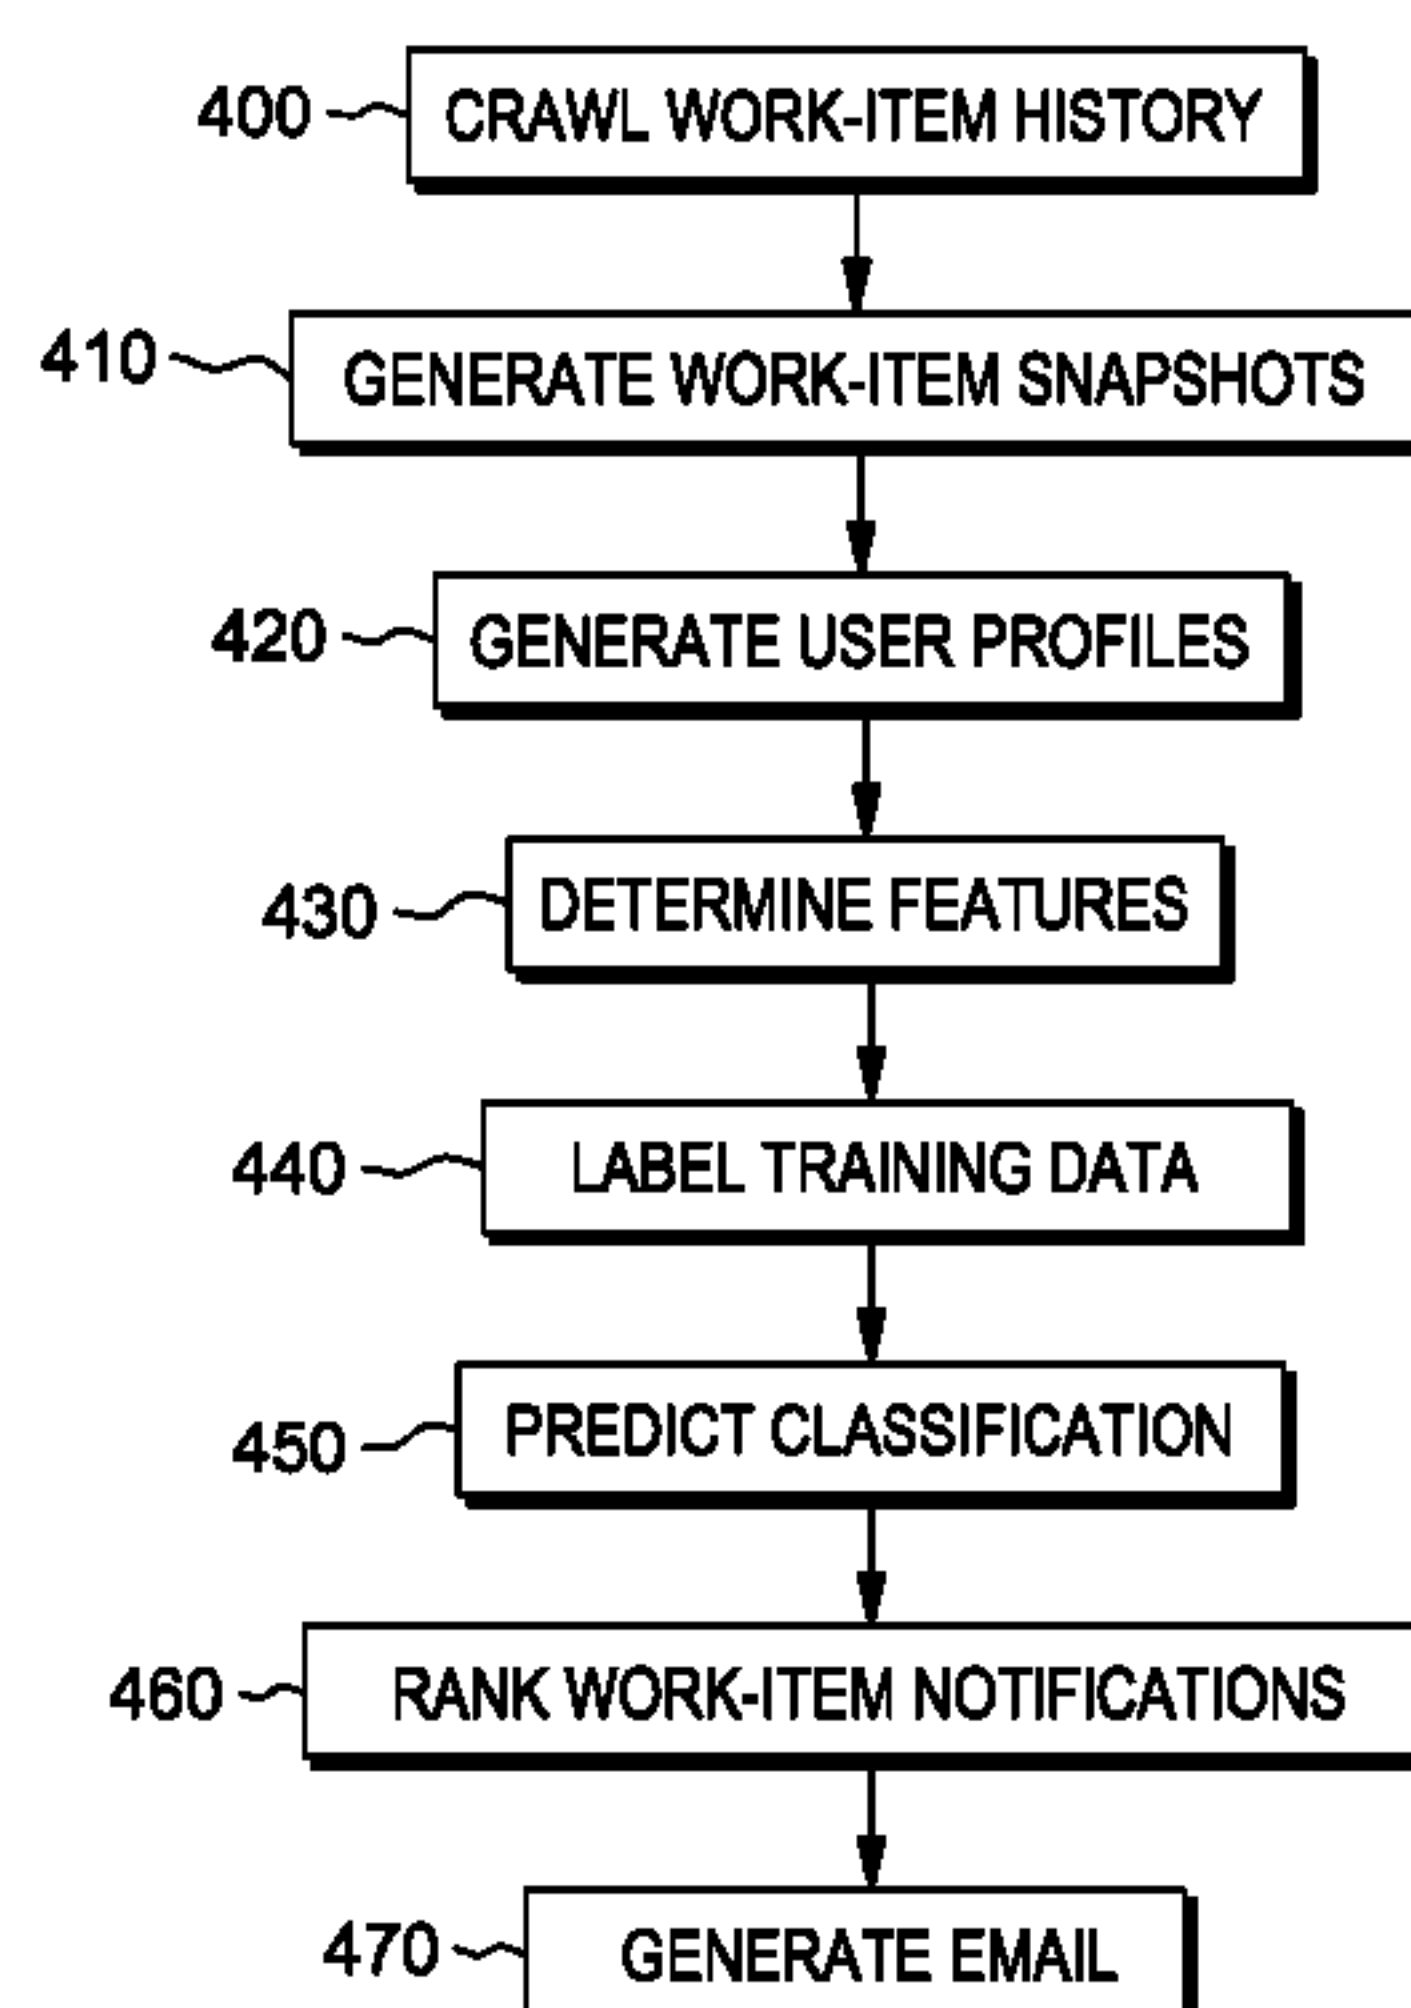 400 CRAWL WORK-ITEM HISTORY
410 GENERATE WORK-ITEM SNAPSHOTS
420 GENERATE USER PROFILES
430 DETERMINE FEATURES
440 LABEL TRAINING DATA
450 PREDICT CLASSIFICATION
460 RANK WORK-ITEM NOTIFICATIONS
470 GENERATE EMAIL